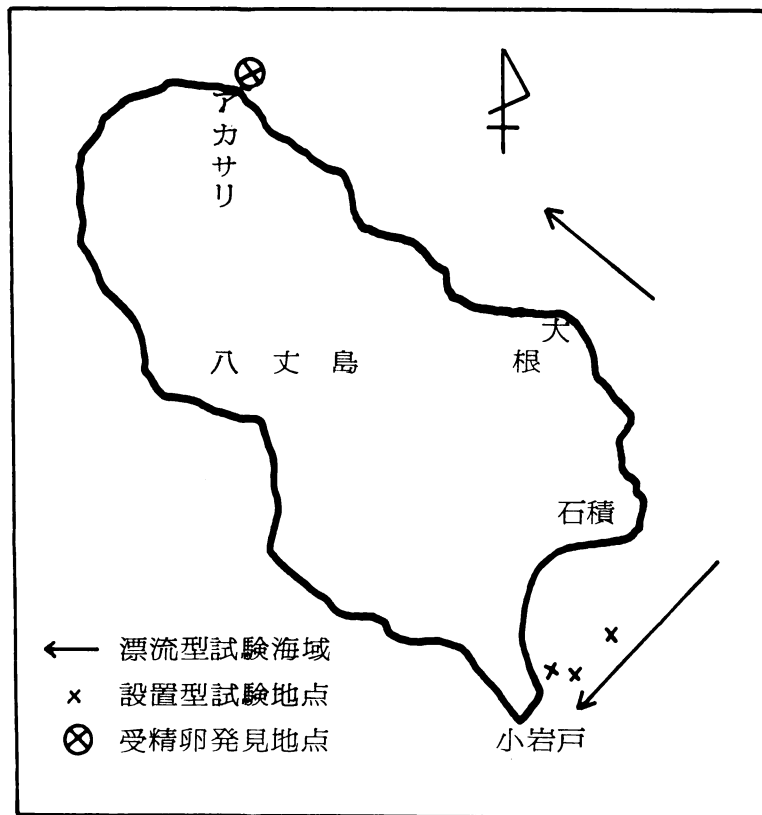 アカサリ
大根
八丈島
石積
漂流型試験海域
設置型試験地点
受精卵発見地点
小岩戸